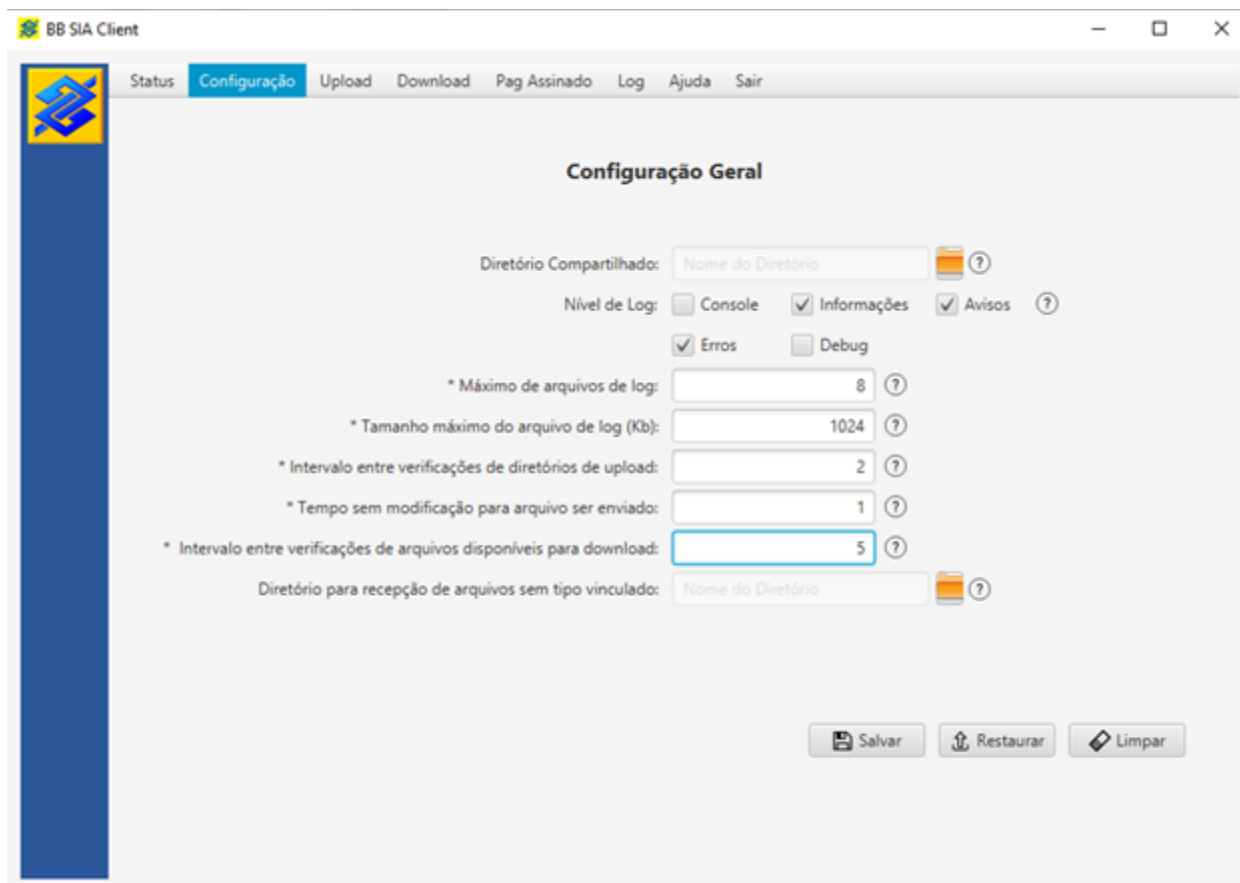 BB SIA Client
Status Configuração Upload Download Pag Assinado Log Ajuda Sair
Configuração Geral
Diretório Compartilhado: Nome do Diretório ?
Nível de Log: Console Informações Avisos ?
Erros Debug
* Máximo de arquivos de log: 8 ?
* Tamanho máximo do arquivo de log (Kb): 1024 ?
* Intervalo entre verificações de diretórios de upload: 2 ?
* Tempo sem modificação para arquivo ser enviado: 1 ?
* Intervalo entre verificações de arquivos disponíveis para download: 5 ?
Diretório para recepção de arquivos sem tipo vinculado: Nome do Diretório ?
Salvar Restaurar Limpar